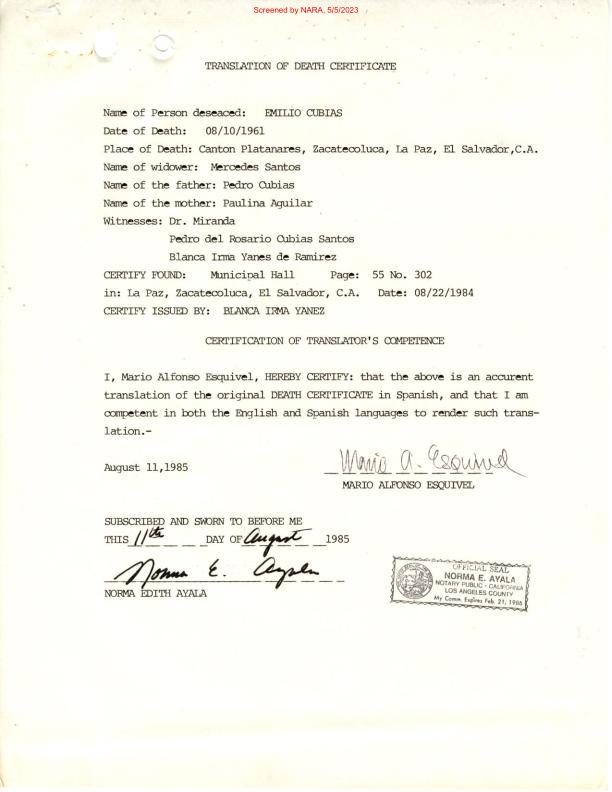 Screened by NARA, 5/5/2023
TRANSLATION OF DEATH CERTIFICATE
Name of Person deseaced: EMILIO CUBIAS
Date of Death: 08/10/1961
Place of Death: Canton Platanares, Zacatecoluca, La Paz, El Salvador,C.A.
Name of widower: Mercedes Santos
Name of the father: Pedro Cubias
Name of the mother: Paulina Aguilar
Witnesses: Dr. Miranda
Pedro del Rosario Cubias Santos
Blanca Irma Yanes de Ramirez
CERTIFY FOUND: Municipal Hall Page: 55 No. 302
in: La Paz, Zacatecoluca, El Salvador, C.A. Date: 08/22/1984
CERTIFY ISSUED BY: BLANCA IRMA YANEZ
CERTIFICATION OF TRANSLATOR'S COMPETENCE
I, Mario Alfonso Esquivel, HEREBY CERTIFY: that the above is an accurent
translation of the original DEATH CERTIFICATE in Spanish, and that I am
competent in both the English and Spanish languages to render such trans-
lation.-
August 11,1985
Mario A. Esquivel
MARIO ALFONSO ESQUIVEL
SUBSCRIBED AND SWORN TO BEFORE ME
THIS 11th DAY OF August 1985
Norma E. Ayala
NORMA EDITH AYALA
OFFICIAL SEAL
NORMA E. AYALA
NOTARY PUBLIC - CALIFORNIA
LOS ANGELES COUNTY
My Comm. Expires Feb. 21, 1986